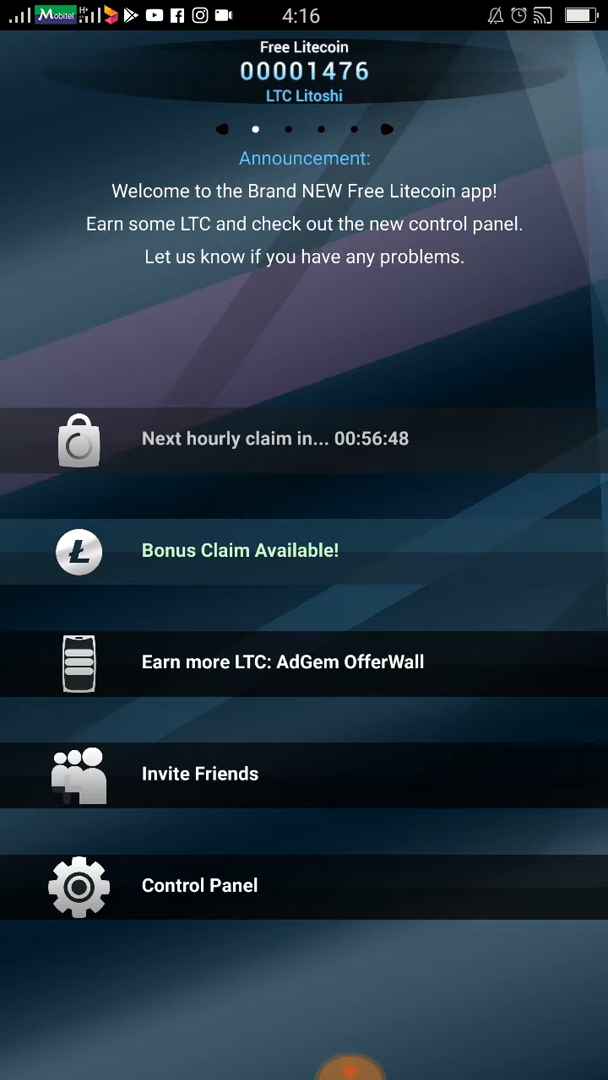 Mobitel H+ 4:16
Free Litecoin
00001476
LTC Litoshi
Announcement:
Welcome to the Brand NEW Free Litecoin app!
Earn some LTC and check out the new control panel.
Let us know if you have any problems.
Next hourly claim in... 00:56:48
Bonus Claim Available!
Earn more LTC: AdGem OfferWall
Invite Friends
Control Panel